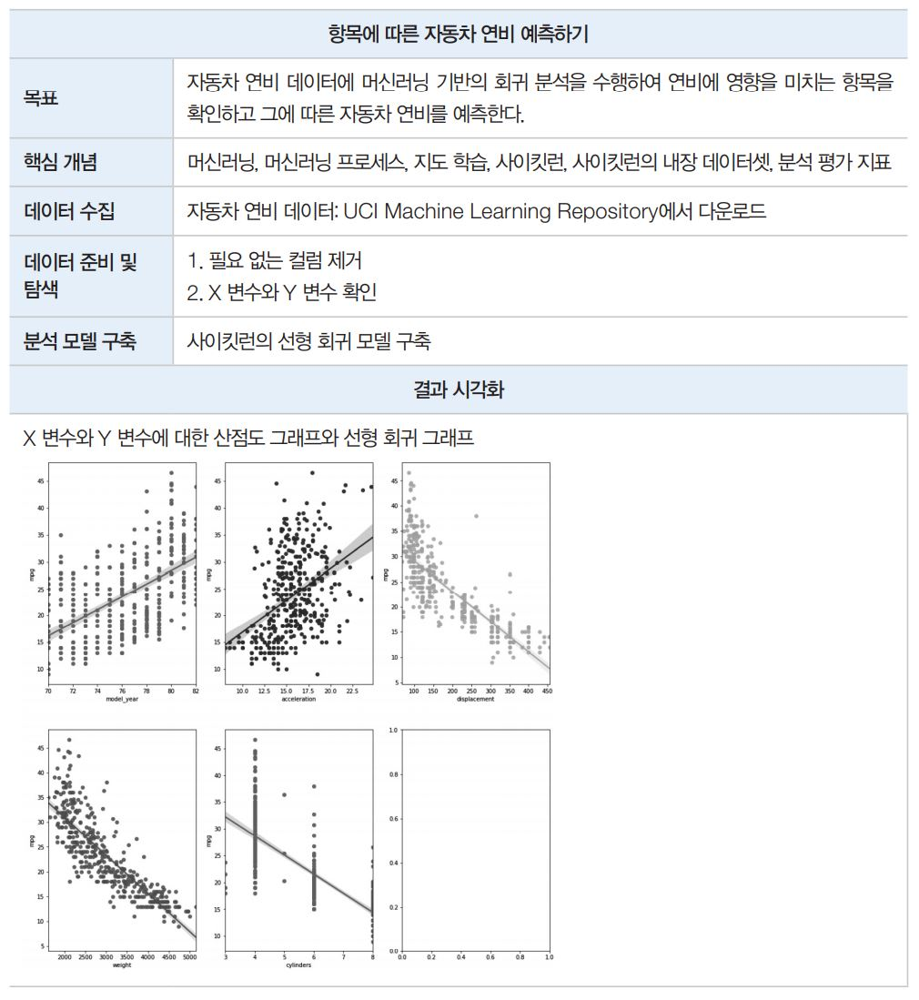 항목에 따른 자동차 연비 예측하기
목표
자동차 연비 데이터에 머신러닝 기반의 회귀 분석을 수행하여 연비에 영향을 미치는 항목을
확인하고 그에 따른 자동차 연비를 예측한다.
핵심 개념
머신러닝, 머신러닝 프로세스, 지도 학습, 사이킷런, 사이킷런의 내장 데이터셋, 분석 평가 지표
데이터 수집
자동차 연비 데이터: UCI Machine Learning Repository에서 다운로드
데이터 준비 및
탐색
1. 필요 없는 컬럼 제거
2. X 변수와 Y 변수 확인
분석 모델 구축
사이킷런의 선형 회귀 모델 구축
결과 시각화
X 변수와 Y 변수에 대한 산점도 그래프와 선형 회귀 그래프
45
40
35
30
25
20
15
10
mpg
70 72 74 76 78 80 82
model_year
45
40
35
30
25
20
15
10
mpg
10.0 12.5 15.0 17.5 20.0 22.5
acceleration
45
40
35
30
25
20
15
10
5
mpg
100 150 200 250 300 350 400 450
displacement
45
40
35
30
25
20
15
10
5
mpg
2000 2500 3000 3500 4000 4500 5000
weight
45
40
35
30
25
20
15
10
mpg
3 4 5 6 7 8
cylinders
1.0
0.8
0.6
0.4
0.2
0.0
0.0 0.2 0.4 0.6 0.8 1.0